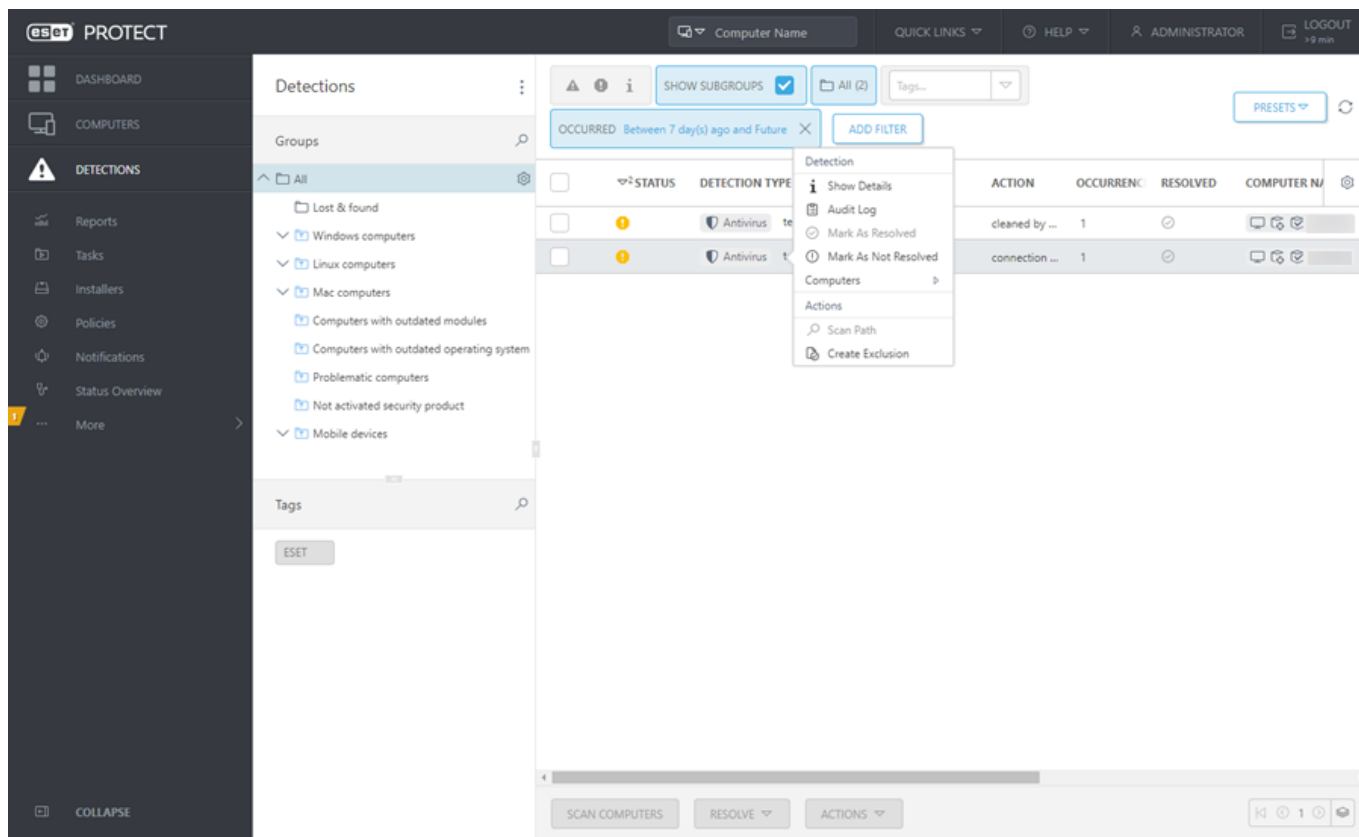 eset PROTECT
Computer Name
QUICK LINKS
HELP
ADMINISTRATOR
LOGOUT
>9 min
DASHBOARD
COMPUTERS
DETECTIONS
Reports
Tasks
Installers
Policies
Notifications
Status Overview
1
More
COLLAPSE
Detections
Groups
All
Lost & found
Windows computers
Linux computers
Mac computers
Computers with outdated modules
Computers with outdated operating system
Problematic computers
Not activated security product
Mobile devices
Tags
ESET
SHOW SUBGROUPS
All (2)
Tags...
PRESETS
OCCURRED Between 7 day(s) ago and Future
ADD FILTER
2 STATUS DETECTION TYPE ACTION OCCURRENC RESOLVED COMPUTER NA
Antivirus te cleaned by ... 1
Antivirus t connection ... 1
Detection
Show Details
Audit Log
Mark As Resolved
Mark As Not Resolved
Computers
Actions
Scan Path
Create Exclusion
SCAN COMPUTERS
RESOLVE
ACTIONS
1